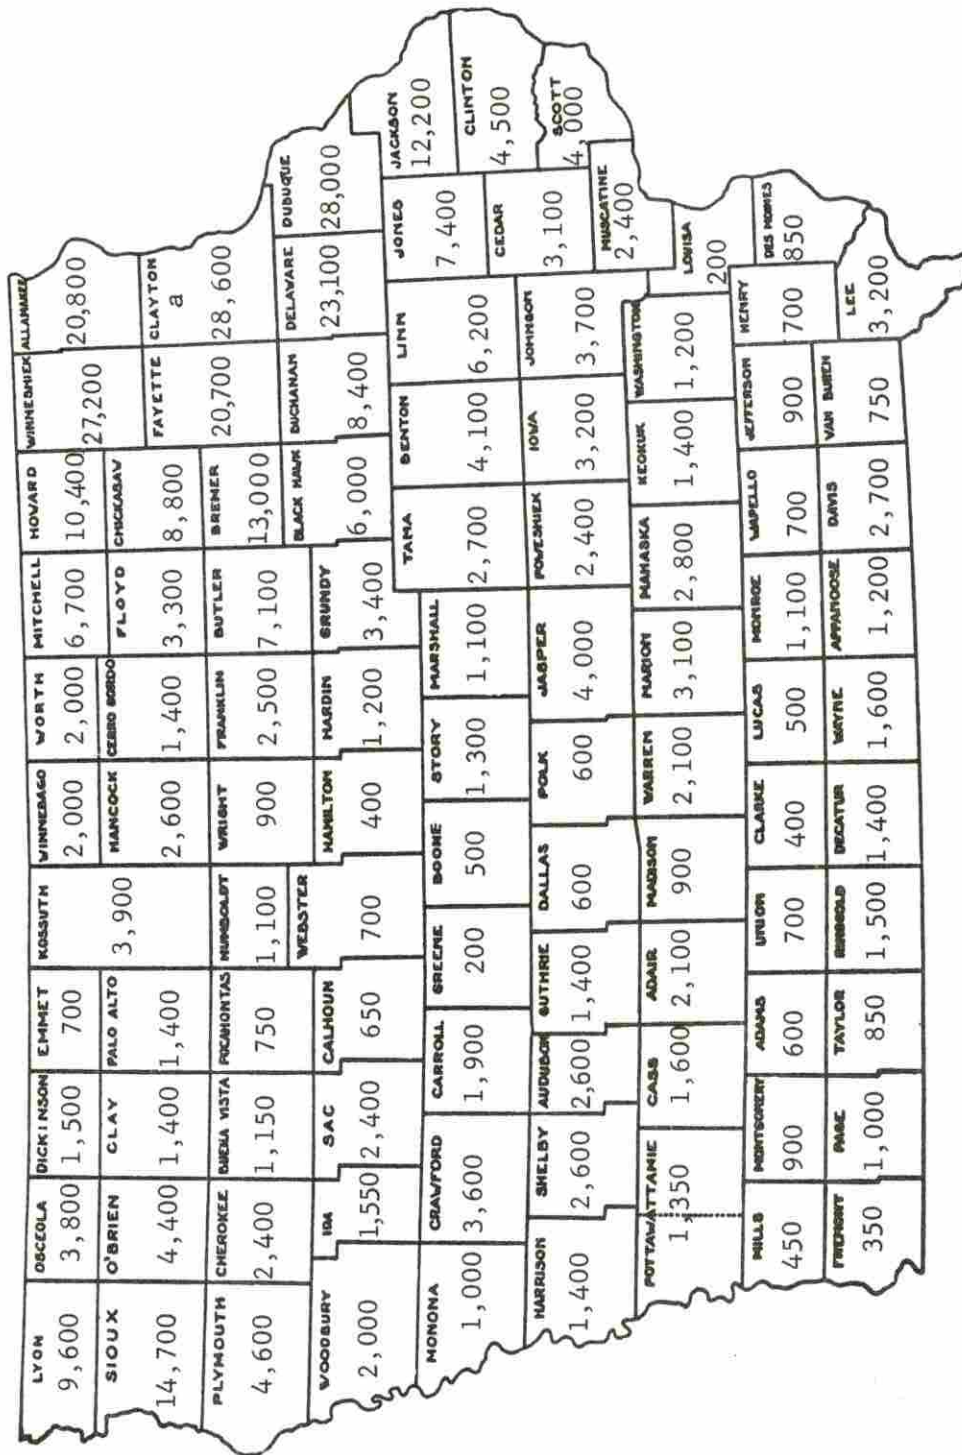 LYON
9,600
OSCEOLA
3,800
DICKINSON
1,500
EMMET
700
KOSSUTH
3,900
WINNEBAGO
2,000
WORTH
2,000
MITCHELL
6,700
HOWARD
10,400
WINNESHIEK
27,200
ALLAMAKEE
20,800
SIOUX
14,700
O'BRIEN
4,400
CLAY
1,400
PALO ALTO
1,400
HANCOCK
2,600
CERRO GORDO
1,400
FLOYD
3,300
CHICKASAW
8,800
FAYETTE
20,700
CLAYTON
a
28,600
PLYMOUTH
4,600
CHEROKEE
2,400
BUENA VISTA
1,150
POCAHONTAS
750
HUMBOLDT
1,100
WRIGHT
900
FRANKLIN
2,500
BUTLER
7,100
BREMER
13,000
WOODBURY
2,000
IDA
1,550
SAC
2,400
CALHOUN
650
WEBSTER
700
HAMILTON
400
HARDIN
1,200
GRUNDY
3,400
BLACK HAWK
6,000
BUCHANAN
8,400
DELAWARE
23,100
DUBUQUE
28,000
MONONA
1,000
CRAWFORD
3,600
CARROLL
1,900
GREENE
200
BOONE
500
STORY
1,300
MARSHALL
1,100
TAMA
2,700
BENTON
4,100
LINN
6,200
JONES
7,400
JACKSON
12,200
HARRISON
1,400
SHELBY
2,600
AUDUBON
2,600
GUTHRIE
1,400
DALLAS
600
POLK
600
JASPER
4,000
POWESHIEK
2,400
IOWA
3,200
JOHNSON
3,700
CEDAR
3,100
CLINTON
4,500
SCOTT
4,000
MUSCATINE
2,400
POTTAWATTAMIE
1,350
CASS
1,600
ADAIR
2,100
MADISON
900
WARREN
2,100
MARION
3,100
MAHASKA
2,800
KEOKUK
1,400
WASHINGTON
1,200
LOUISA
200
MILLS
450
MONTGOMERY
900
ADAMS
600
UNION
700
CLARKE
400
LUCAS
500
MONROE
1,100
WAPELLO
700
JEFFERSON
900
HENRY
700
DES MOINES
850
FREMONT
350
PAGE
1,000
TAYLOR
850
RINGGOLD
1,500
DECATUR
1,400
WAYNE
1,600
APPANOOSE
1,200
DAVIS
2,700
VAN BUREN
750
LEE
3,200